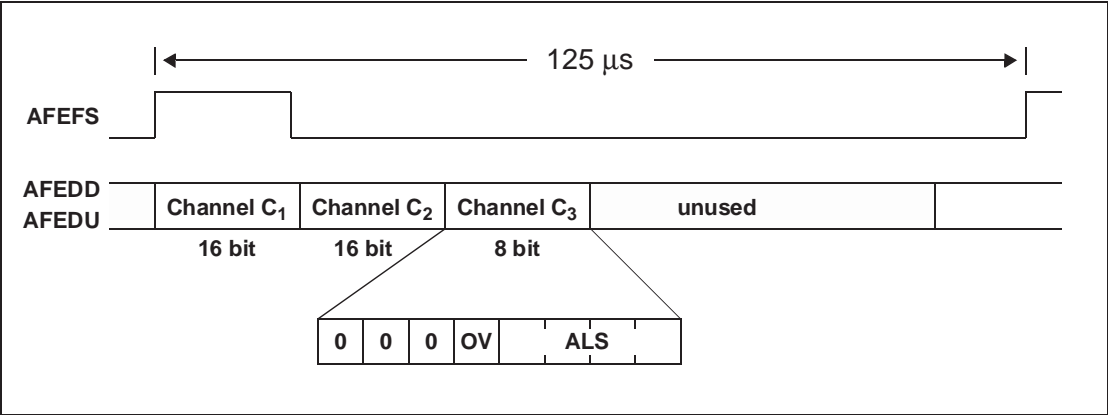 125 µs
AFEFS
AFEDD
AFEDU
Channel C₁ Channel C₂ Channel C₃ unused
16 bit 16 bit 8 bit
0 0 0 OV ALS